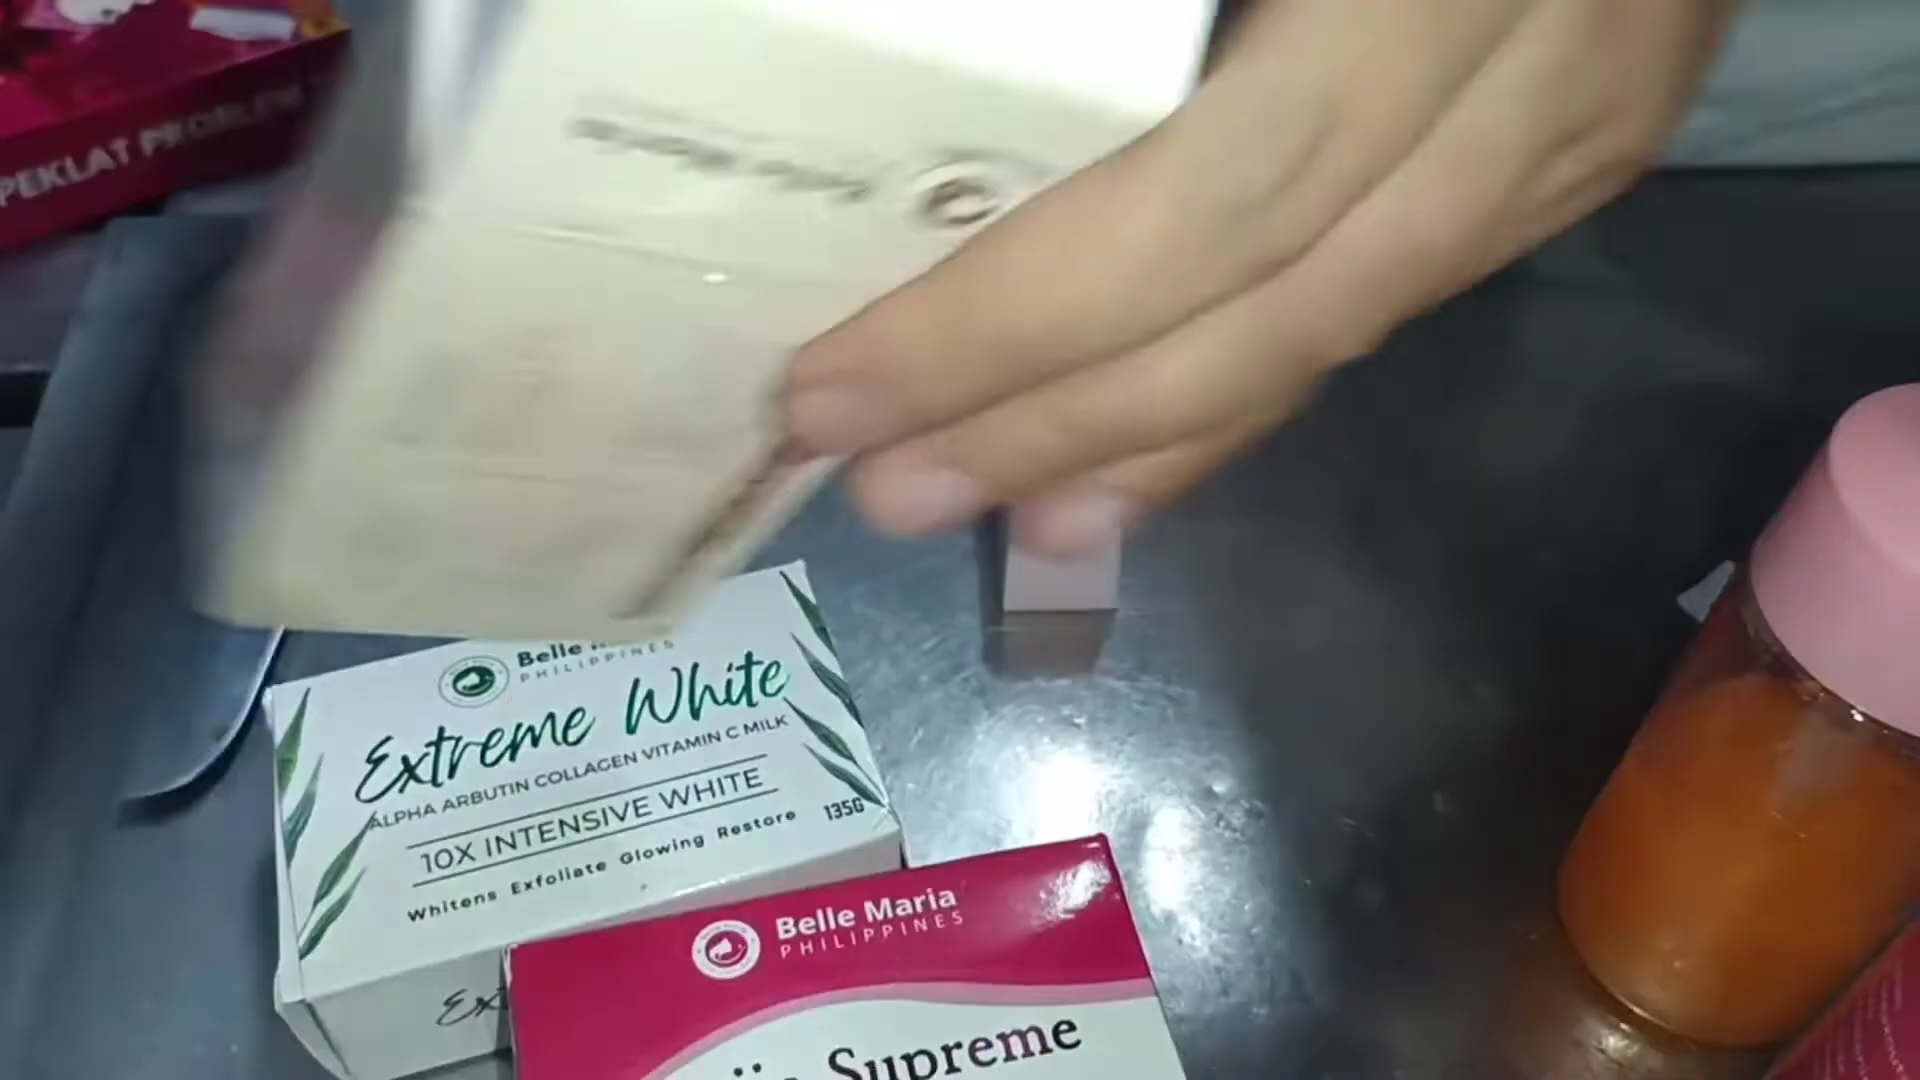 PEKLAT PROBLEM
Belle
PHILIPPINES
Extreme White
ALPHA ARBUTIN COLLAGEN VITAMIN C MILK
10X INTENSIVE WHITE
Whitens Exfoliate Glowing Restore
135G
Belle Maria
PHILIPPINES
Supreme